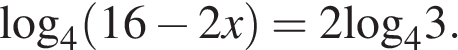 log₄(16 − 2x) = 2log₄3.